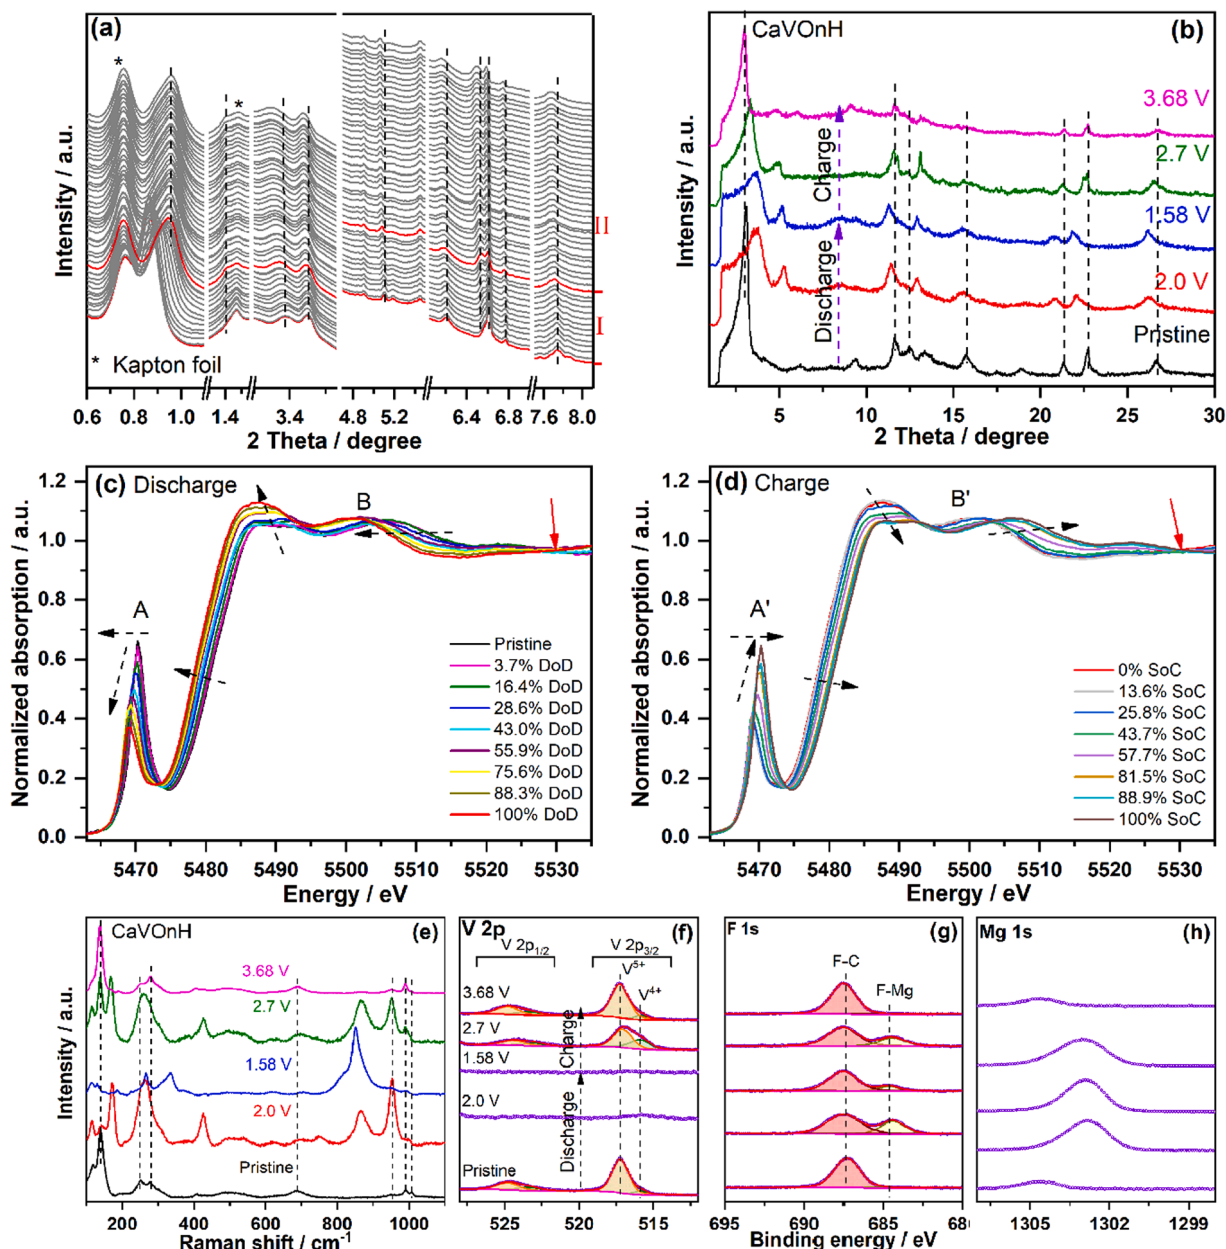 (a)
*
*
II
I
* Kapton foil
0.6 0.8 1.0 1.4 3.4 4.8 5.2 6.4 6.8 7.6 8.0
2 Theta / degree
Intensity / a.u.
CaVOnH
(b)
3.68 V
2.7 V
1.58 V
2.0 V
Pristine
Charge
Discharge
5 10 15 20 25 30
2 Theta / degree
Intensity / a.u.
(c) Discharge
A
B
Pristine
3.7% DoD
16.4% DoD
28.6% DoD
43.0% DoD
55.9% DoD
75.6% DoD
88.3% DoD
100% DoD
1.2
1.0
0.8
0.6
0.4
0.2
0.0
5470 5480 5490 5500 5510 5520 5530
Energy / eV
Normalized absorption / a.u.
(d) Charge
A'
B'
0% SoC
13.6% SoC
25.8% SoC
43.7% SoC
57.7% SoC
81.5% SoC
88.9% SoC
100% SoC
1.2
1.0
0.8
0.6
0.4
0.2
0.0
5470 5480 5490 5500 5510 5520 5530
Energy / eV
Normalized absorption / a.u.
CaVOnH
(e)
3.68 V
2.7 V
1.58 V
2.0 V
Pristine
200 400 600 800 1000
Raman shift / cm-1
Intensity / a.u.
V 2p
(f)
V 2p1/2
V 2p3/2
V5+
V4+
3.68 V
2.7 V
1.58 V
2.0 V
Pristine
Charge
Discharge
525 520 515
F 1s
(g)
F-C
F-Mg
695 690 685 68
Binding energy / eV
Mg 1s
(h)
1305 1302 1299